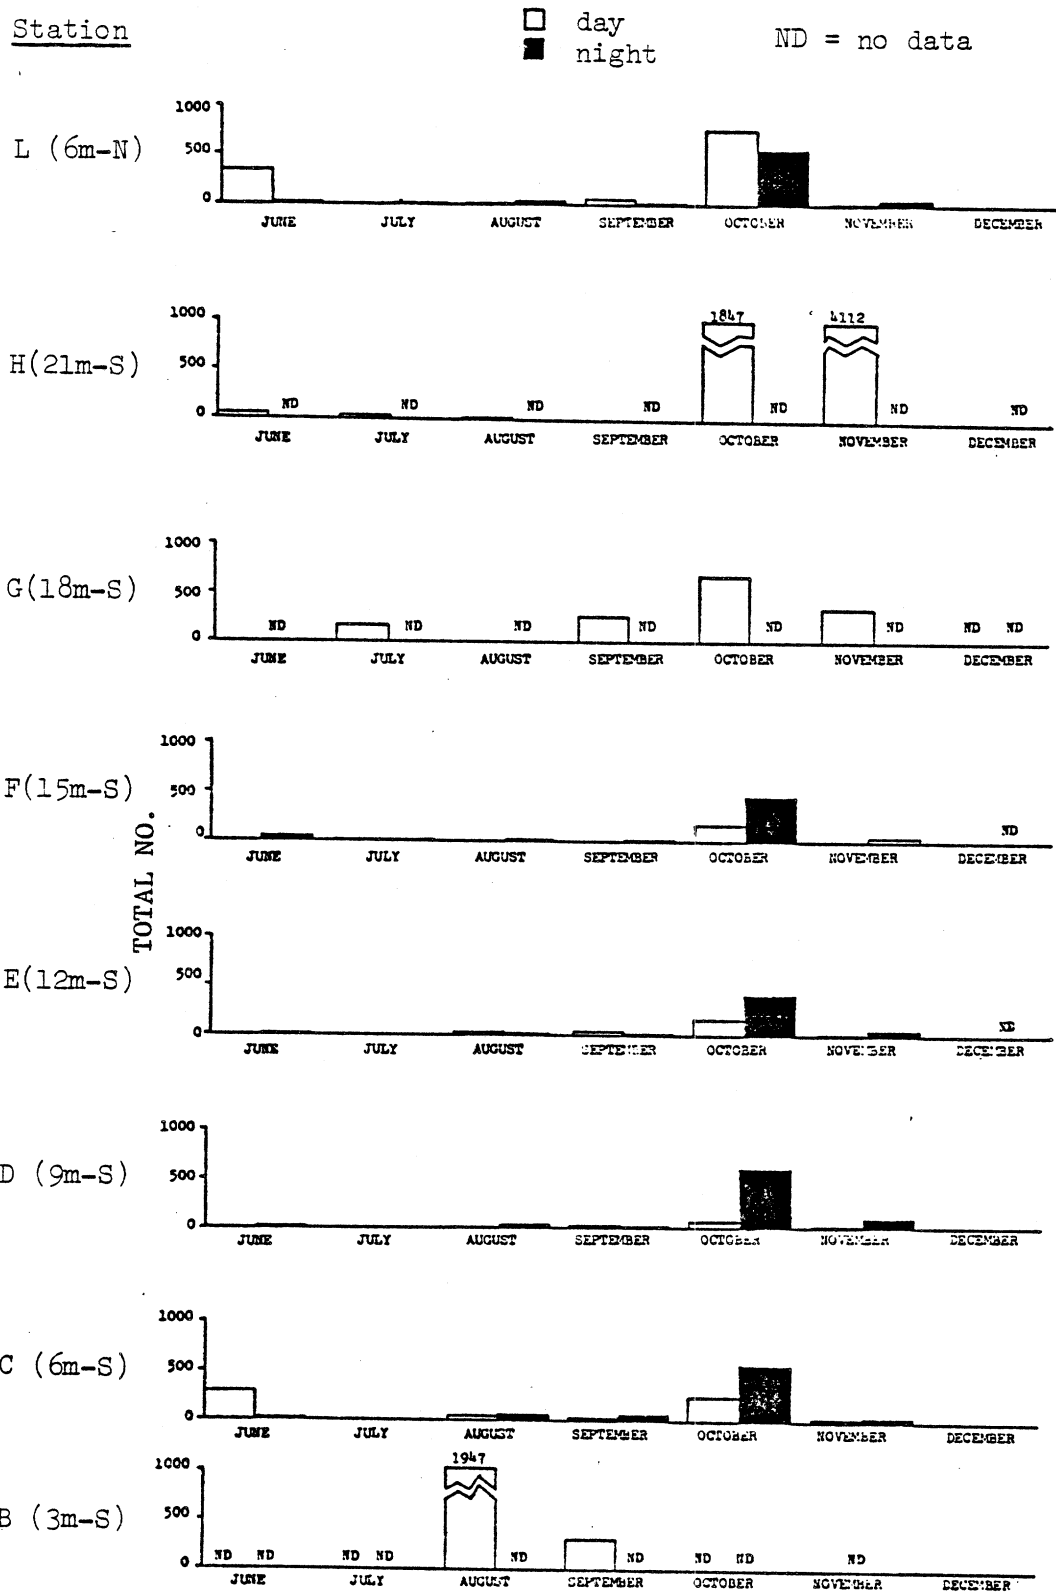 Station
day
night
ND = no data
TOTAL NO.
L (6m-N)
1000
500
0
JUNE JULY AUGUST SEPTEMBER OCTOBER NOVEMBER DECEMBER
H(21m-S)
1000
500
0
1847 4112
ND ND ND ND ND ND ND
JUNE JULY AUGUST SEPTEMBER OCTOBER NOVEMBER DECEMBER
G(18m-S)
1000
500
0
ND ND ND ND ND ND ND ND
JUNE JULY AUGUST SEPTEMBER OCTOBER NOVEMBER DECEMBER
F(15m-S)
1000
500
0
ND
JUNE JULY AUGUST SEPTEMBER OCTOBER NOVEMBER DECEMBER
E(12m-S)
1000
500
0
ND
JUNE JULY AUGUST SEPTEMBER OCTOBER NOVEMBER DECEMBER
D (9m-S)
1000
500
0
JUNE JULY AUGUST SEPTEMBER OCTOBER NOVEMBER DECEMBER
C (6m-S)
1000
500
0
JUNE JULY AUGUST SEPTEMBER OCTOBER NOVEMBER DECEMBER
B (3m-S)
1000
500
0
1947
ND ND ND ND ND ND ND ND ND
JUNE JULY AUGUST SEPTEMBER OCTOBER NOVEMBER DECEMBER